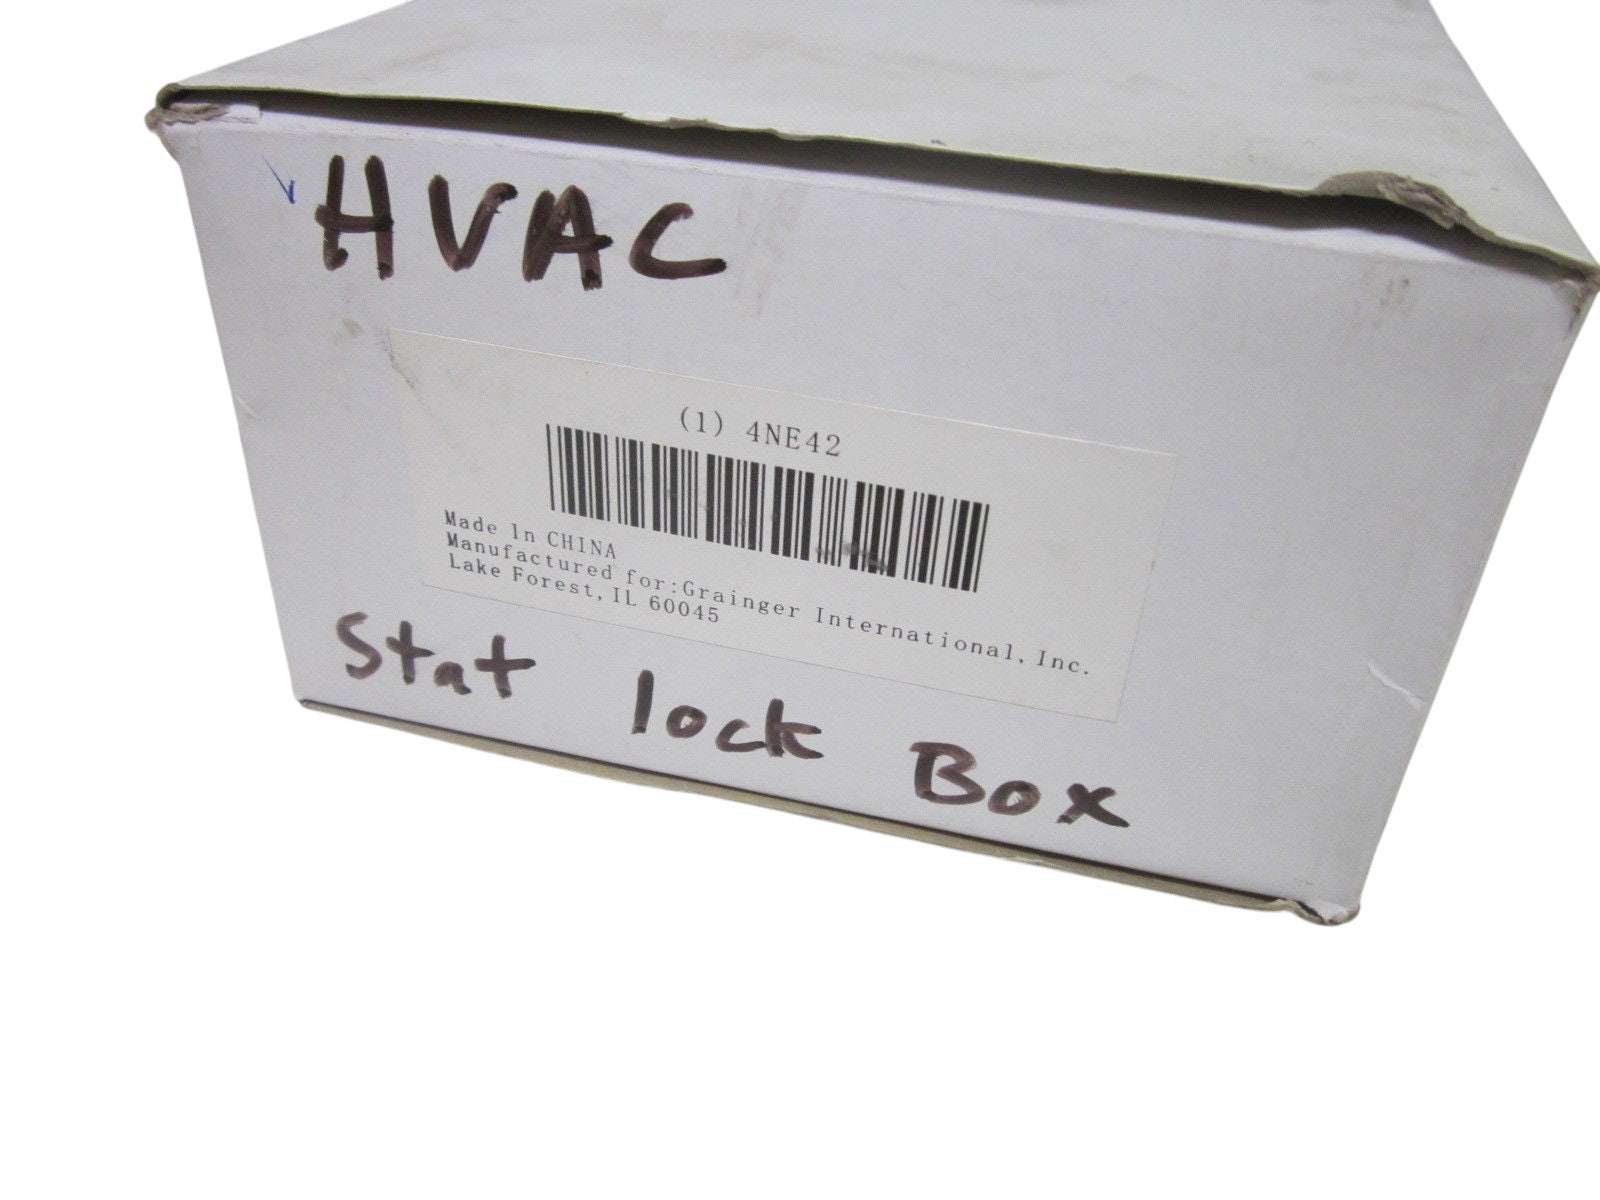 HVAC
(1) 4NE42
Made In CHINA
Manufactured for:Grainger International, Inc.
Lake Forest, IL 60045
Stat lock Box